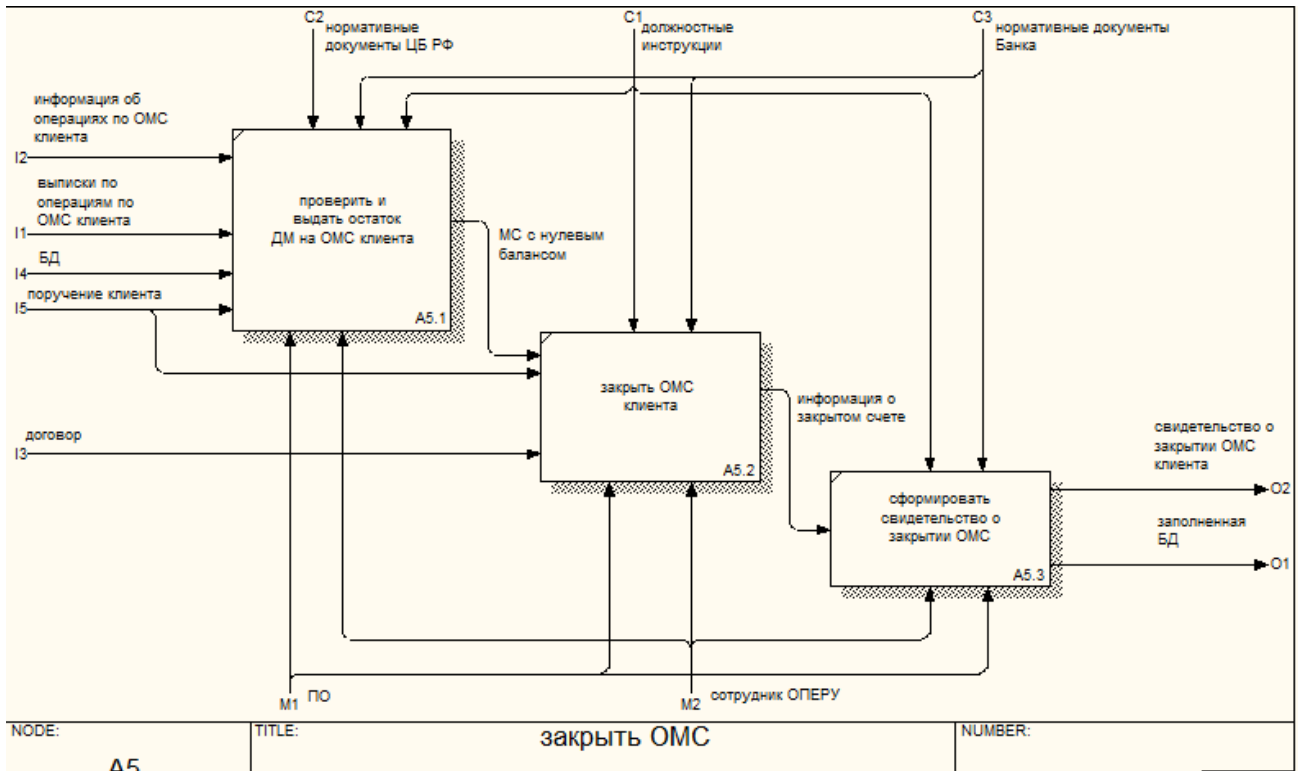 C2
нормативные
документы ЦБ РФ
C1
должностные
инструкции
C3
нормативные документы
Банка
информация об
операциях по ОМС
клиента
I2
выписки по
операциям по
ОМС клиента
I1
БД
I4
поручение клиента
I5
проверить и
выдать остаток
ДМ на ОМС клиента
A5.1
МС с нулевым
балансом
закрыть ОМС
клиента
A5.2
договор
I3
информация о
закрытом счете
сформировать
свидетельство о
закрытии ОМС
A5.3
свидетельство о
закрытии ОМС
клиента
O2
заполненная
БД
O1
M1 ПО
M2 сотрудник ОПЕРУ
NODE:
A5
TITLE:
закрыть ОМС
NUMBER: